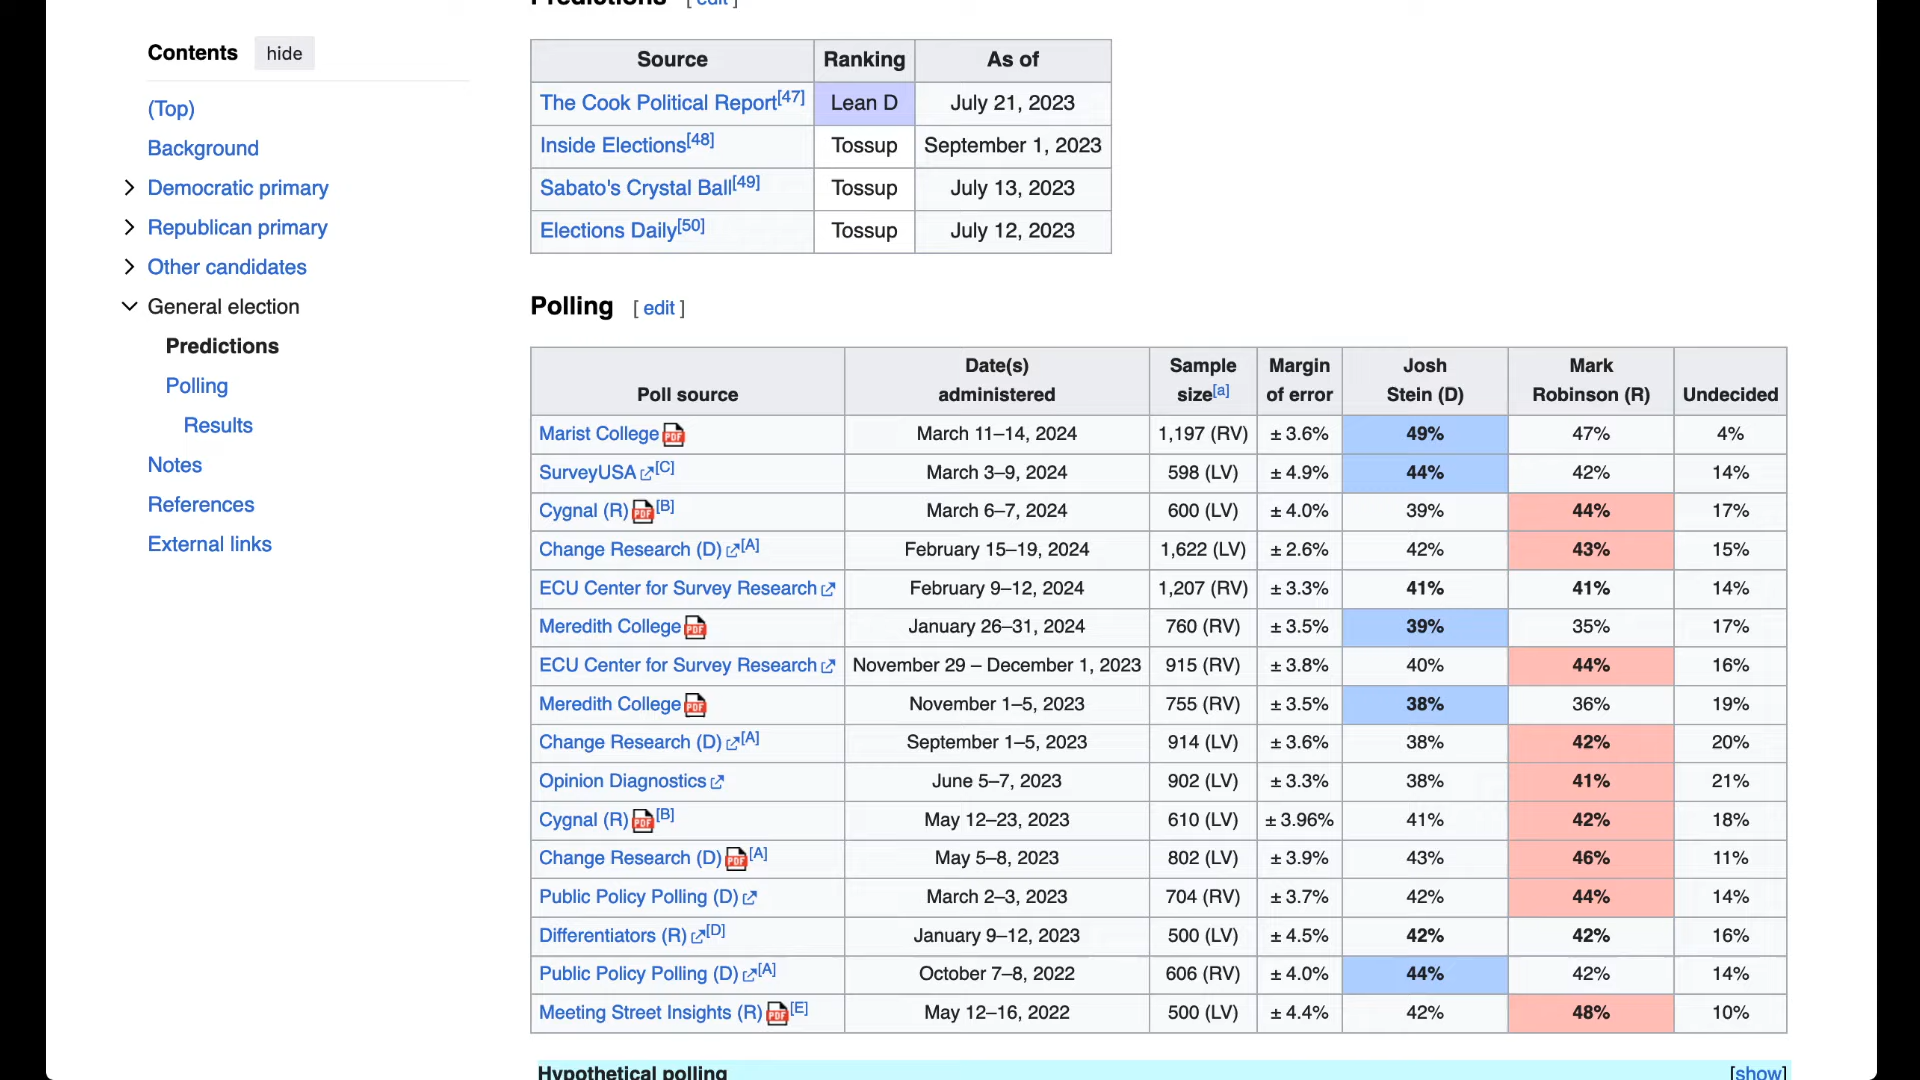 Predictions [ edit ]
Contents hide
(Top)
Background
Democratic primary
Republican primary
Other candidates
General election
Predictions
Polling
Results
Notes
References
External links
Source Ranking As of
The Cook Political Report[47] Lean D July 21, 2023
Inside Elections[48] Tossup September 1, 2023
Sabato's Crystal Ball[49] Tossup July 13, 2023
Elections Daily[50] Tossup July 12, 2023
Polling [ edit ]
Poll source Date(s) administered Sample size[a] Margin of error Josh Stein (D) Mark Robinson (R) Undecided
Marist College PDF March 11–14, 2024 1,197 (RV) ± 3.6% 49% 47% 4%
SurveyUSA [C] March 3–9, 2024 598 (LV) ± 4.9% 44% 42% 14%
Cygnal (R) PDF [B] March 6–7, 2024 600 (LV) ± 4.0% 39% 44% 17%
Change Research (D) [A] February 15–19, 2024 1,622 (LV) ± 2.6% 42% 43% 15%
ECU Center for Survey Research February 9–12, 2024 1,207 (RV) ± 3.3% 41% 41% 14%
Meredith College PDF January 26–31, 2024 760 (RV) ± 3.5% 39% 35% 17%
ECU Center for Survey Research November 29 – December 1, 2023 915 (RV) ± 3.8% 40% 44% 16%
Meredith College PDF November 1–5, 2023 755 (RV) ± 3.5% 38% 36% 19%
Change Research (D) [A] September 1–5, 2023 914 (LV) ± 3.6% 38% 42% 20%
Opinion Diagnostics June 5–7, 2023 902 (LV) ± 3.3% 38% 41% 21%
Cygnal (R) PDF [B] May 12–23, 2023 610 (LV) ± 3.96% 41% 42% 18%
Change Research (D) PDF [A] May 5–8, 2023 802 (LV) ± 3.9% 43% 46% 11%
Public Policy Polling (D) March 2–3, 2023 704 (RV) ± 3.7% 42% 44% 14%
Differentiators (R) [D] January 9–12, 2023 500 (LV) ± 4.5% 42% 42% 16%
Public Policy Polling (D) [A] October 7–8, 2022 606 (RV) ± 4.0% 44% 42% 14%
Meeting Street Insights (R) PDF [E] May 12–16, 2022 500 (LV) ± 4.4% 42% 48% 10%
Hypothetical polling [show]